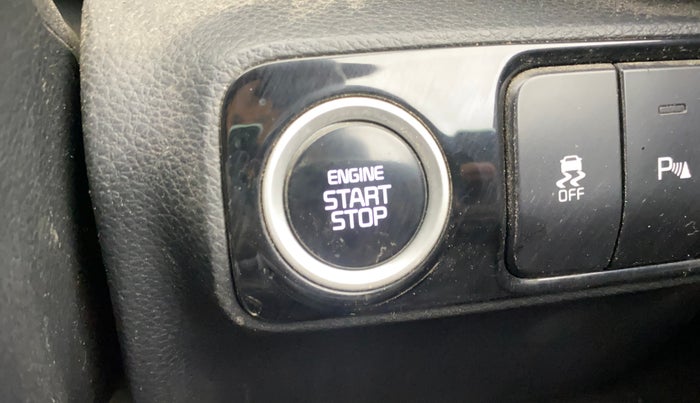 ENGINE
START
STOP
OFF
P